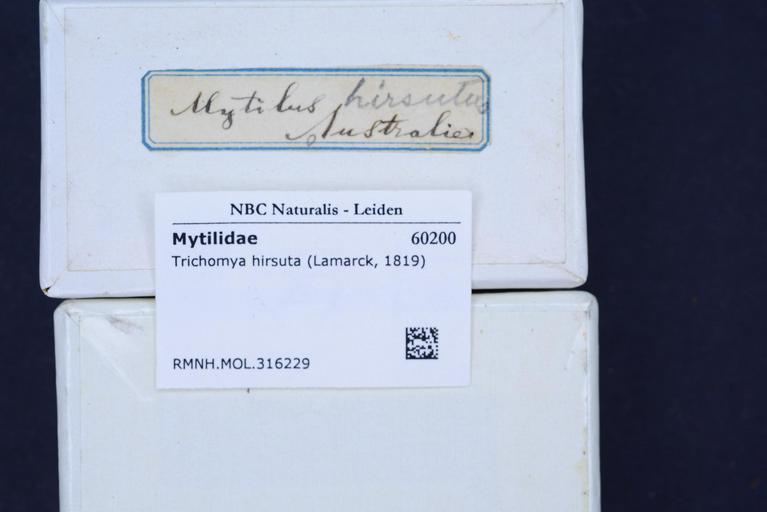 Mytilus hirsutus
Australie.
NBC Naturalis - Leiden
Mytilidae 60200
Trichomya hirsuta (Lamarck, 1819)
RMNH.MOL.316229